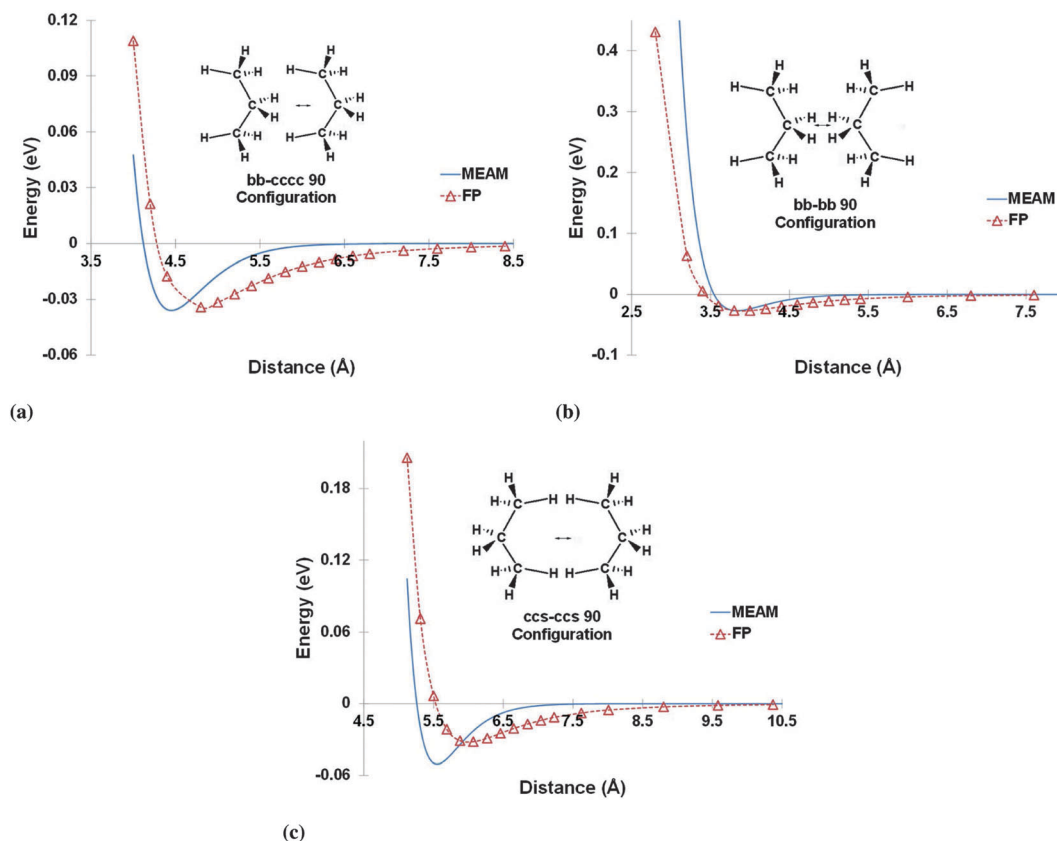 0.12
0.09
0.06
0.03
0
-0.03
-0.06
3.5 4.5 5.5 6.5 7.5 8.5
Energy (eV)
Distance (Å)
H H
H C H H C H
C H C H
H H
H C H H C H
H H
bb-cccc 90
Configuration
MEAM
FP
(a)
0.4
0.3
0.2
0.1
0
-0.1
2.5 3.5 4.5 5.5 6.5 7.5
Energy (eV)
Distance (Å)
H H
H C H H C H
C H H C
H H
H C H H C H
H H
bb-bb 90
Configuration
MEAM
FP
(b)
0.18
0.12
0.06
0
-0.06
4.5 5.5 6.5 7.5 8.5 9.5 10.5
Energy (eV)
Distance (Å)
H H
H C H H C H
H C C H
H H
H C H H C H
H H
ccs-ccs 90
Configuration
MEAM
FP
(c)